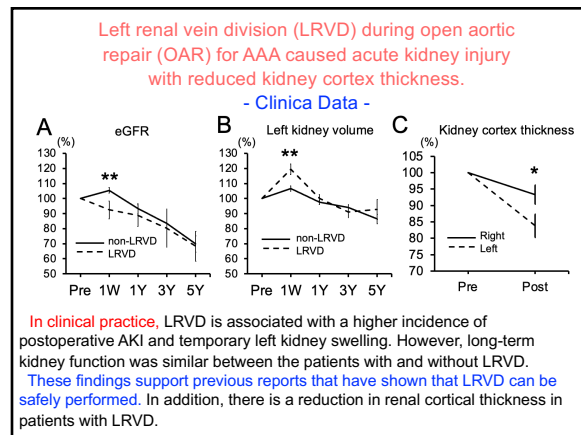 Left renal vein division (LRVD) during open aortic
repair (OAR) for AAA caused acute kidney injury
with reduced kidney cortex thickness.
- Clinica Data -
A
eGFR
(%)
130
120
110
100
90
80
70
60
50
**
non-LRVD
LRVD
Pre 1W 1Y 3Y 5Y
B
Left kidney volume
(%)
130
120
110
100
90
80
70
60
50
**
non-LRVD
LRVD
Pre 1W 1Y 3Y 5Y
C
Kidney cortex thickness
(%)
100
95
90
85
80
75
70
*
Right
Left
Pre Post
In clinical practice, LRVD is associated with a higher incidence of
postoperative AKI and temporary left kidney swelling. However, long-term
kidney function was similar between the patients with and without LRVD.
These findings support previous reports that have shown that LRVD can be
safely performed. In addition, there is a reduction in renal cortical thickness in
patients with LRVD.